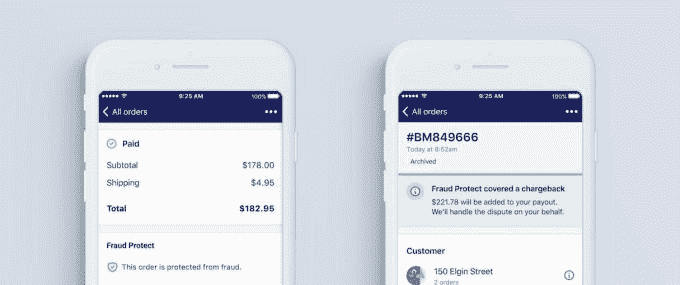 9:25 AM
100%
All orders
Paid
Subtotal $178.00
Shipping $4.95
Total $182.95
Fraud Protect
This order is protected from fraud.
9:25 AM
100%
All orders
#BM849666
Today at 8:52am
Archived
Fraud Protect covered a chargeback
$221.78 will be added to your payout.
We'll handle the dispute on your behalf.
Customer
150 Elgin Street
2 orders